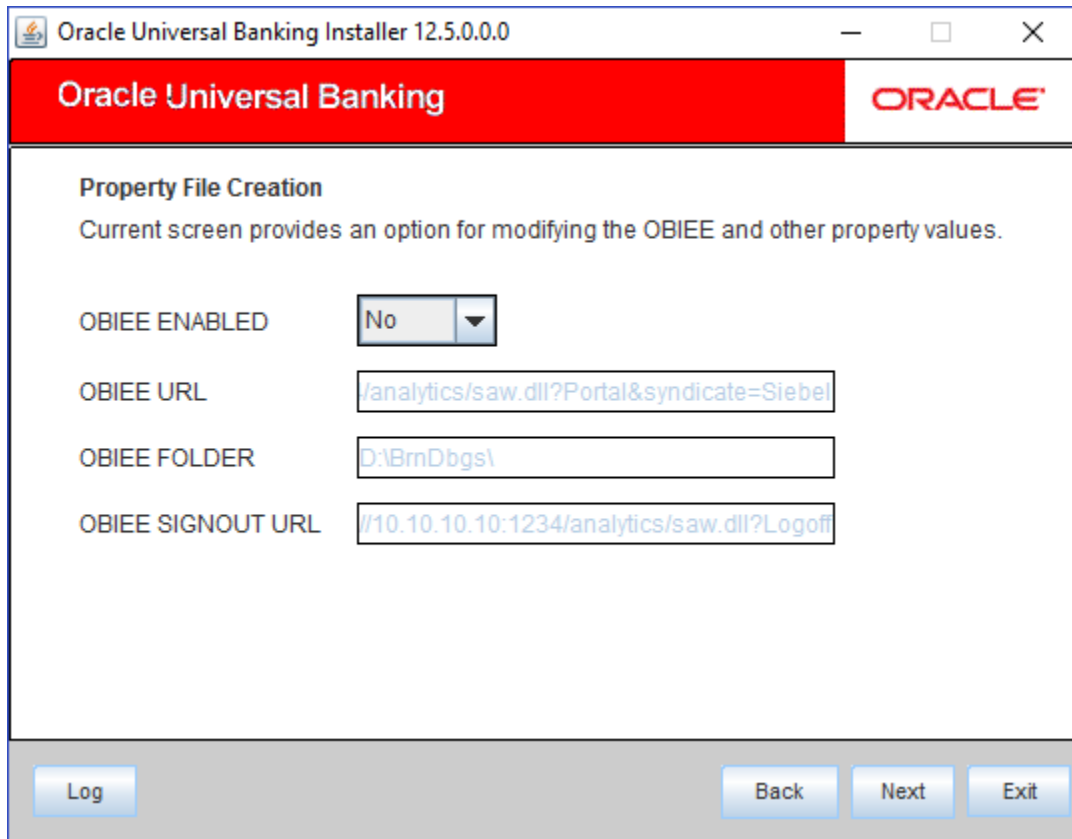 Oracle Universal Banking Installer 12.5.0.0.0
Oracle Universal Banking
ORACLE
Property File Creation
Current screen provides an option for modifying the OBIEE and other property values.
OBIEE ENABLED No
OBIEE URL /analytics/saw.dll?Portal&syndicate=Siebel
OBIEE FOLDER D:\BrnDbgs\
OBIEE SIGNOUT URL //10.10.10.10:1234/analytics/saw.dll?Logoff
Log Back Next Exit